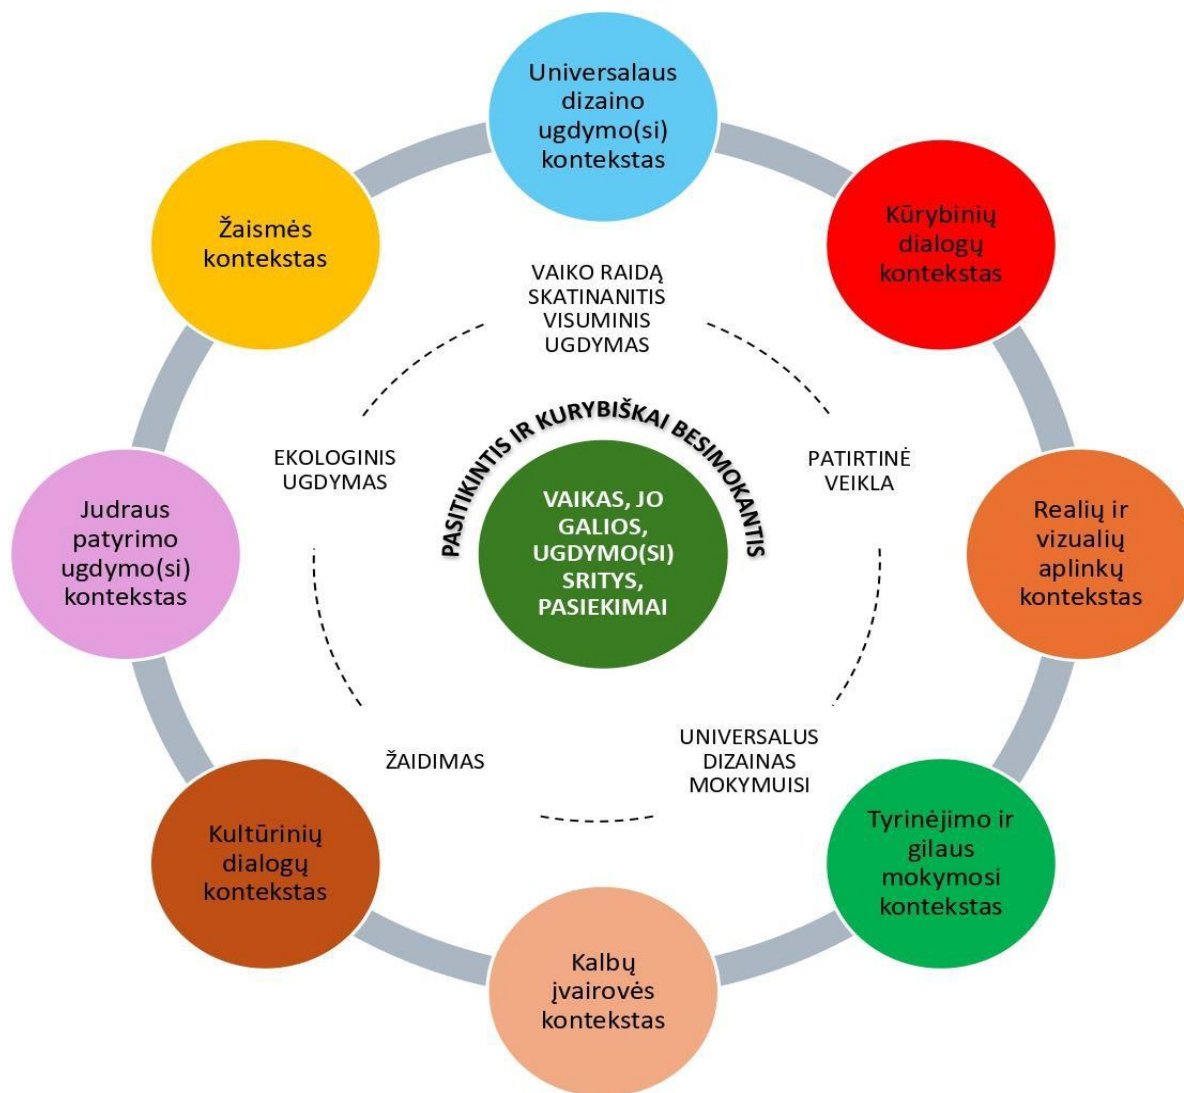 Universalaus
dizaino
ugdymo(si)
kontekstas
Žaismės
kontekstas
Kūrybinių
dialogų
kontekstas
VAIKO RAIDĄ
SKATINANITIS
VISUMINIS
UGDYMAS
PASITIKINTIS IR KURYBIŠKAI BESIMOKANTIS
EKOLOGINIS
UGDYMAS
PATIRTINĖ
VEIKLA
VAIKAS, JO
GALIOS,
UGDYMO(SI)
SRITYS,
PASIEKIMAI
Judraus
patyrimo
ugdymo(si)
kontekstas
Realių ir
vizualių
aplinkų
kontekstas
ŽAIDIMAS
UNIVERSALUS
DIZAINAS
MOKYMUISI
Kultūrinių
dialogų
kontekstas
Tyrinėjimo ir
gilaus
mokymosi
kontekstas
Kalbų
įvairovės
kontekstas